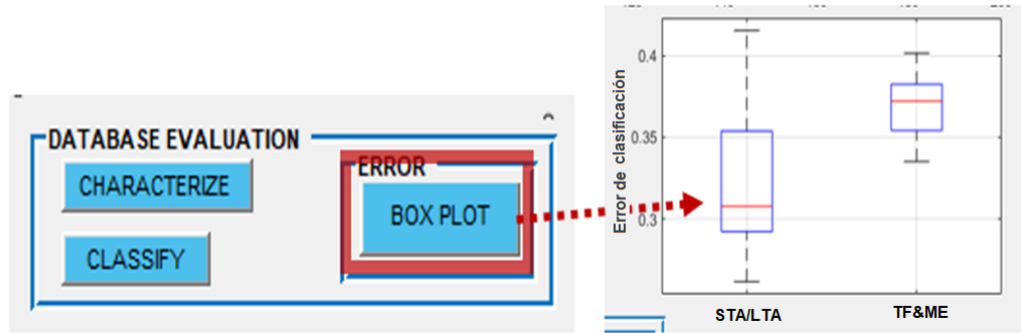 DATABASE EVALUATION
CHARACTERIZE
CLASSIFY
ERROR
BOX PLOT
Error de clasificación
0.4
0.35
0.3
STA/LTA
TF&ME